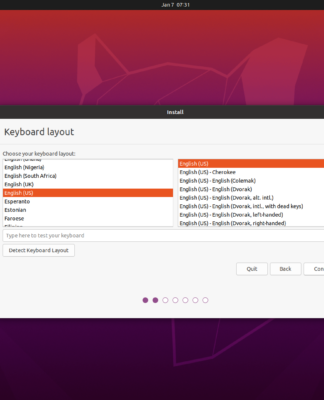 Jan 7 07:31
Install
Keyboard layout
Choose your keyboard layout:
English (Ghana)
English (Nigeria)
English (South Africa)
English (UK)
English (US)
Esperanto
Estonian
Faroese
Filipino
English (US)
English (US) - Cherokee
English (US) - English (Colemak)
English (US) - English (Dvorak)
English (US) - English (Dvorak, alt. intl.)
English (US) - English (Dvorak, intl., with dead keys)
English (US) - English (Dvorak, left-handed)
English (US) - English (Dvorak, right-handed)
Type here to test your keyboard
Detect Keyboard Layout
Quit
Back
Con